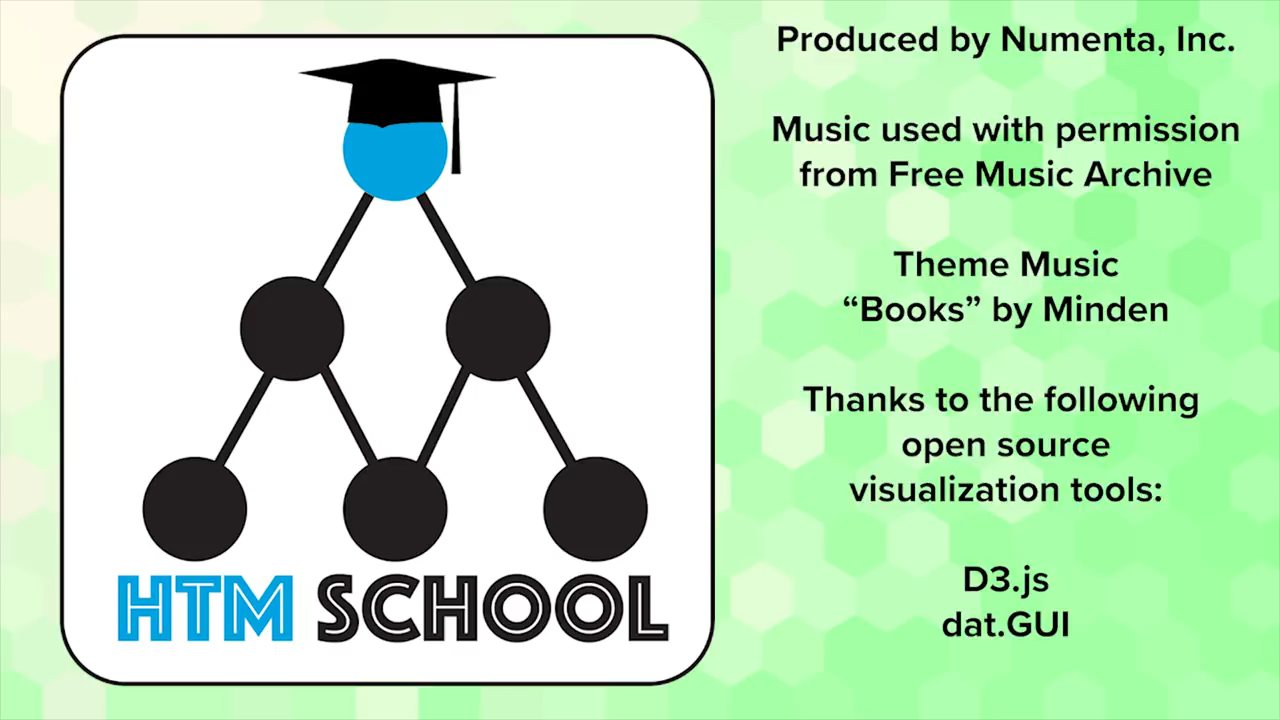 HTM SCHOOL
Produced by Numenta, Inc.
Music used with permission
from Free Music Archive
Theme Music
“Books” by Minden
Thanks to the following
open source
visualization tools:
D3.js
dat.GUI